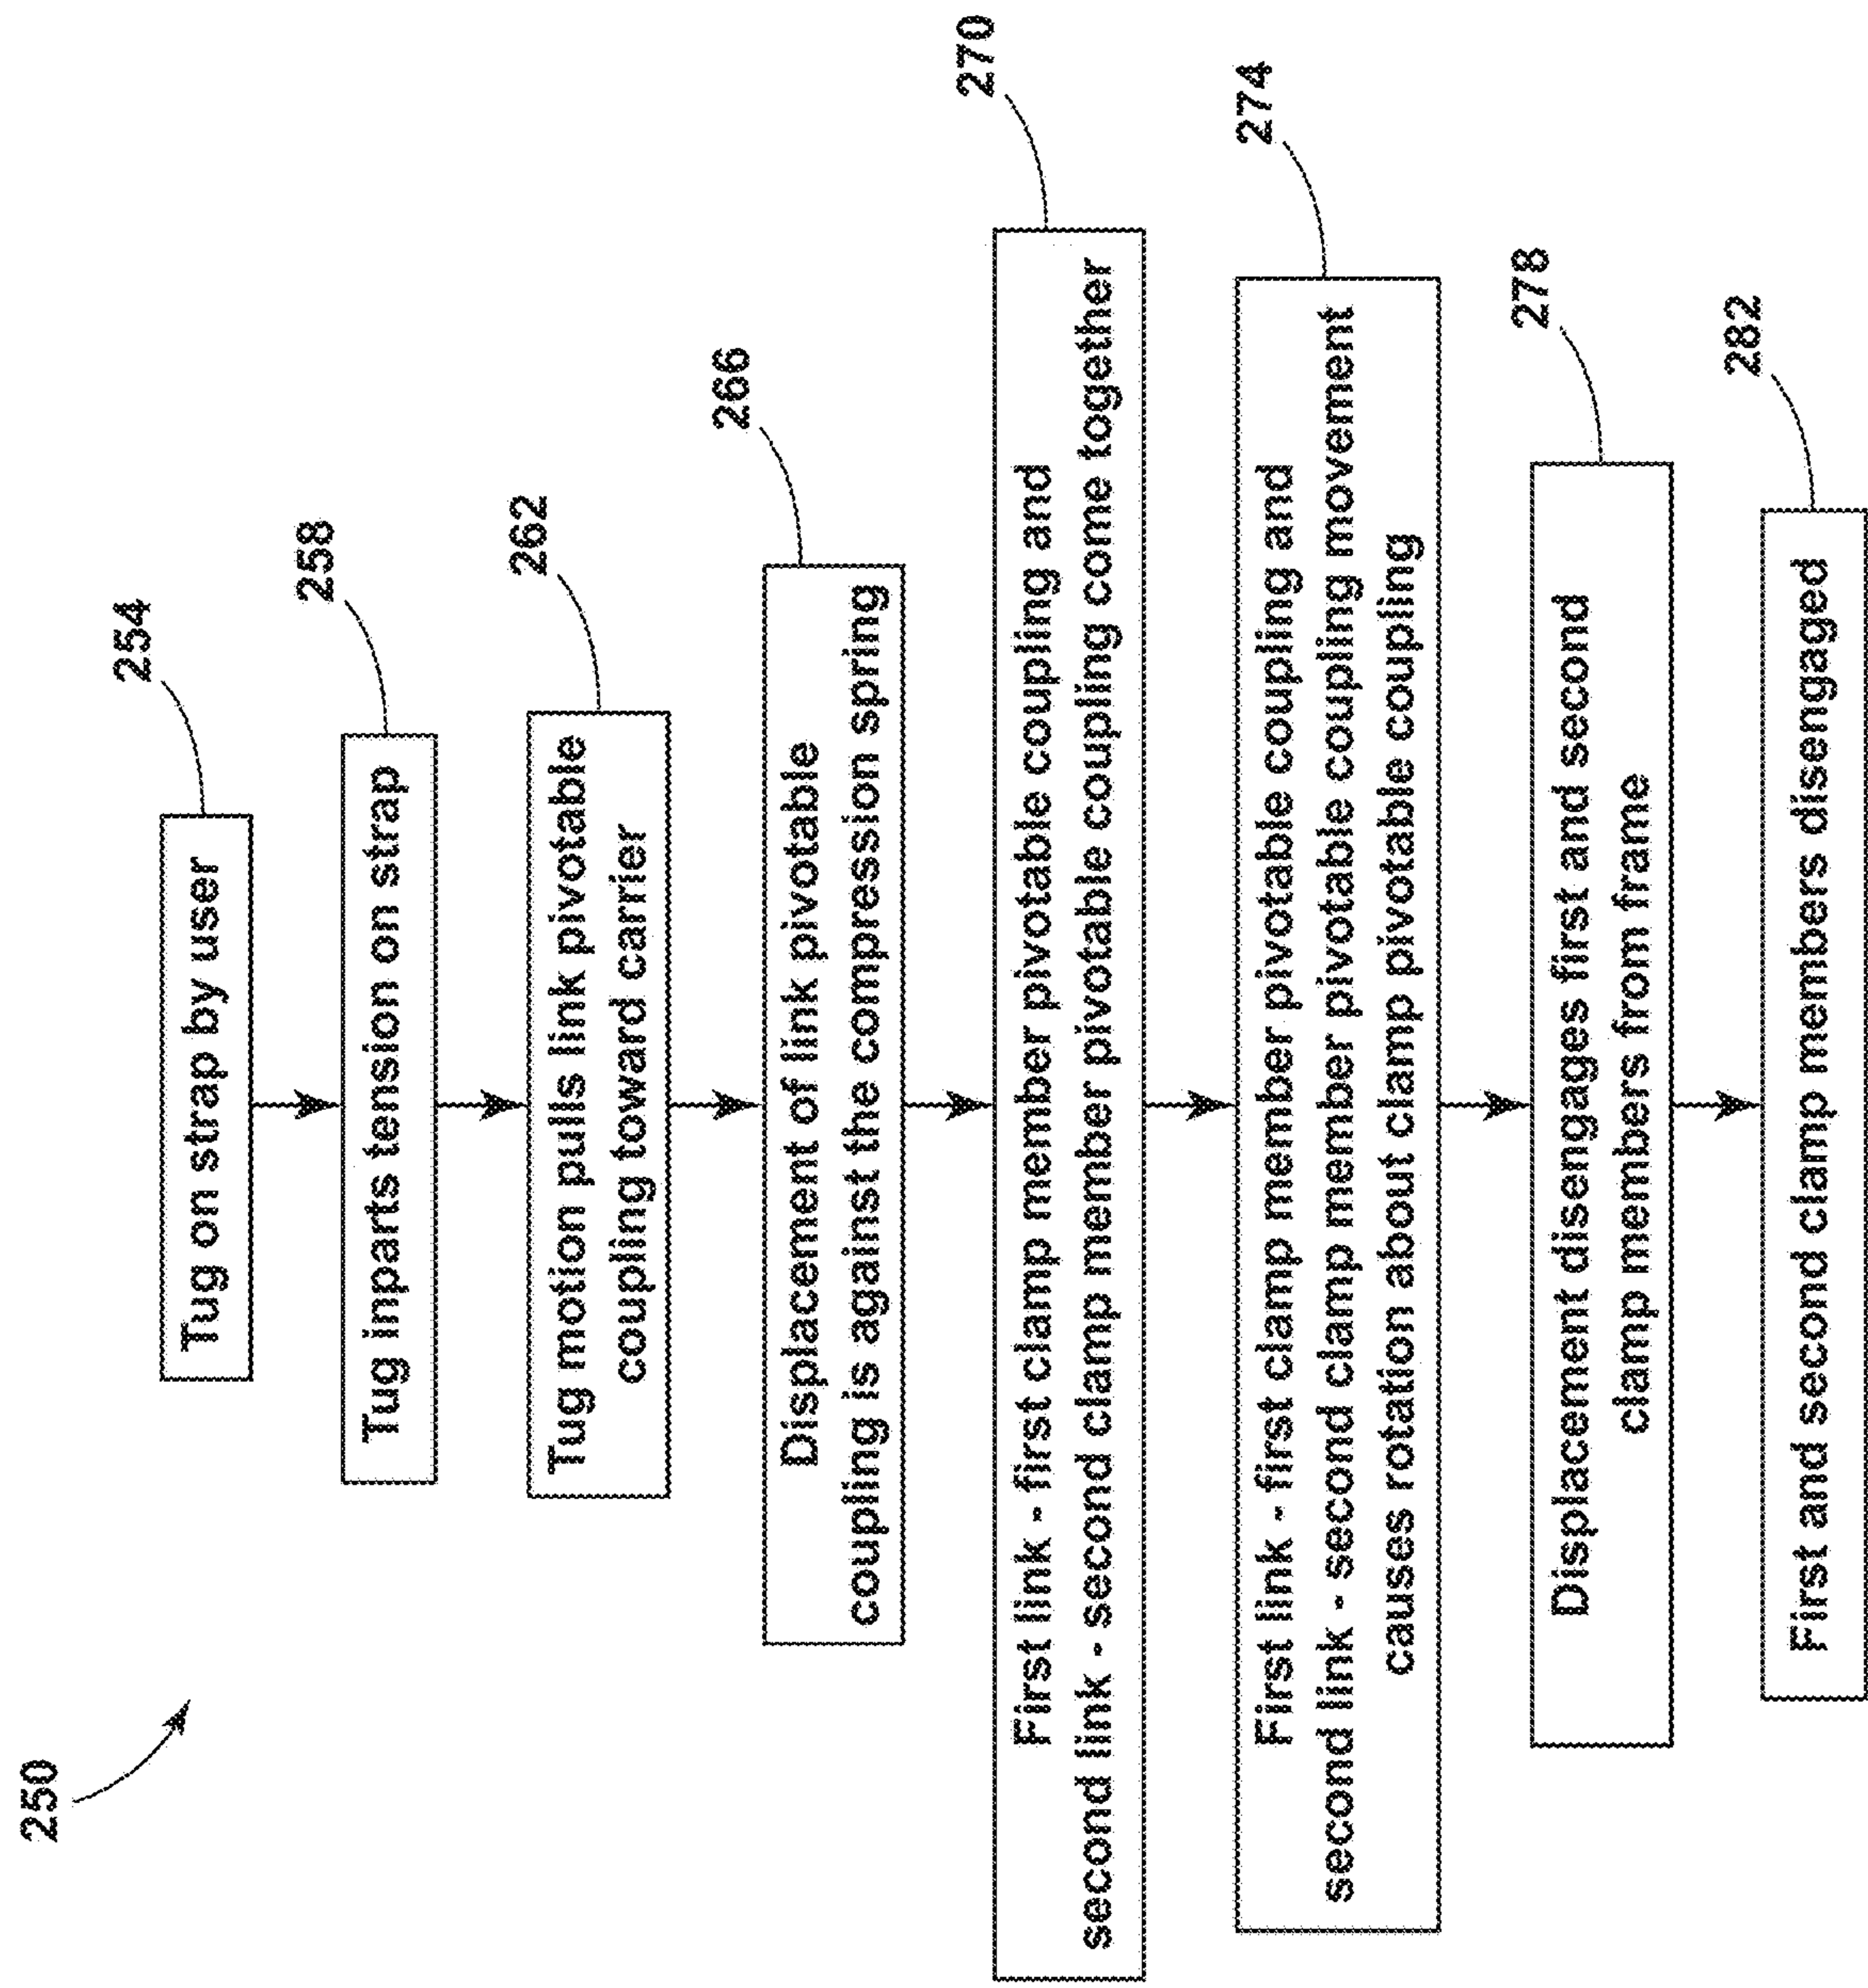 250
254
Tug on strap by user
258
Tug inparts tension on strap
262
Tug motion pulls link pivotable
coupling toward carrier
266
Displacement of link pivotable
coupling is against the compression spring
270
First link - first clamp member pivotable coupling and
second link - second clamp member pivotable coupling come together
274
First link - first clamp member pivotable coupling and
second link - second clamp member pivotable coupling movement
causes rotation about clamp pivotable coupling
278
Displacement disengages first and second
clamp members from frame
282
First and second clamp members disengaged